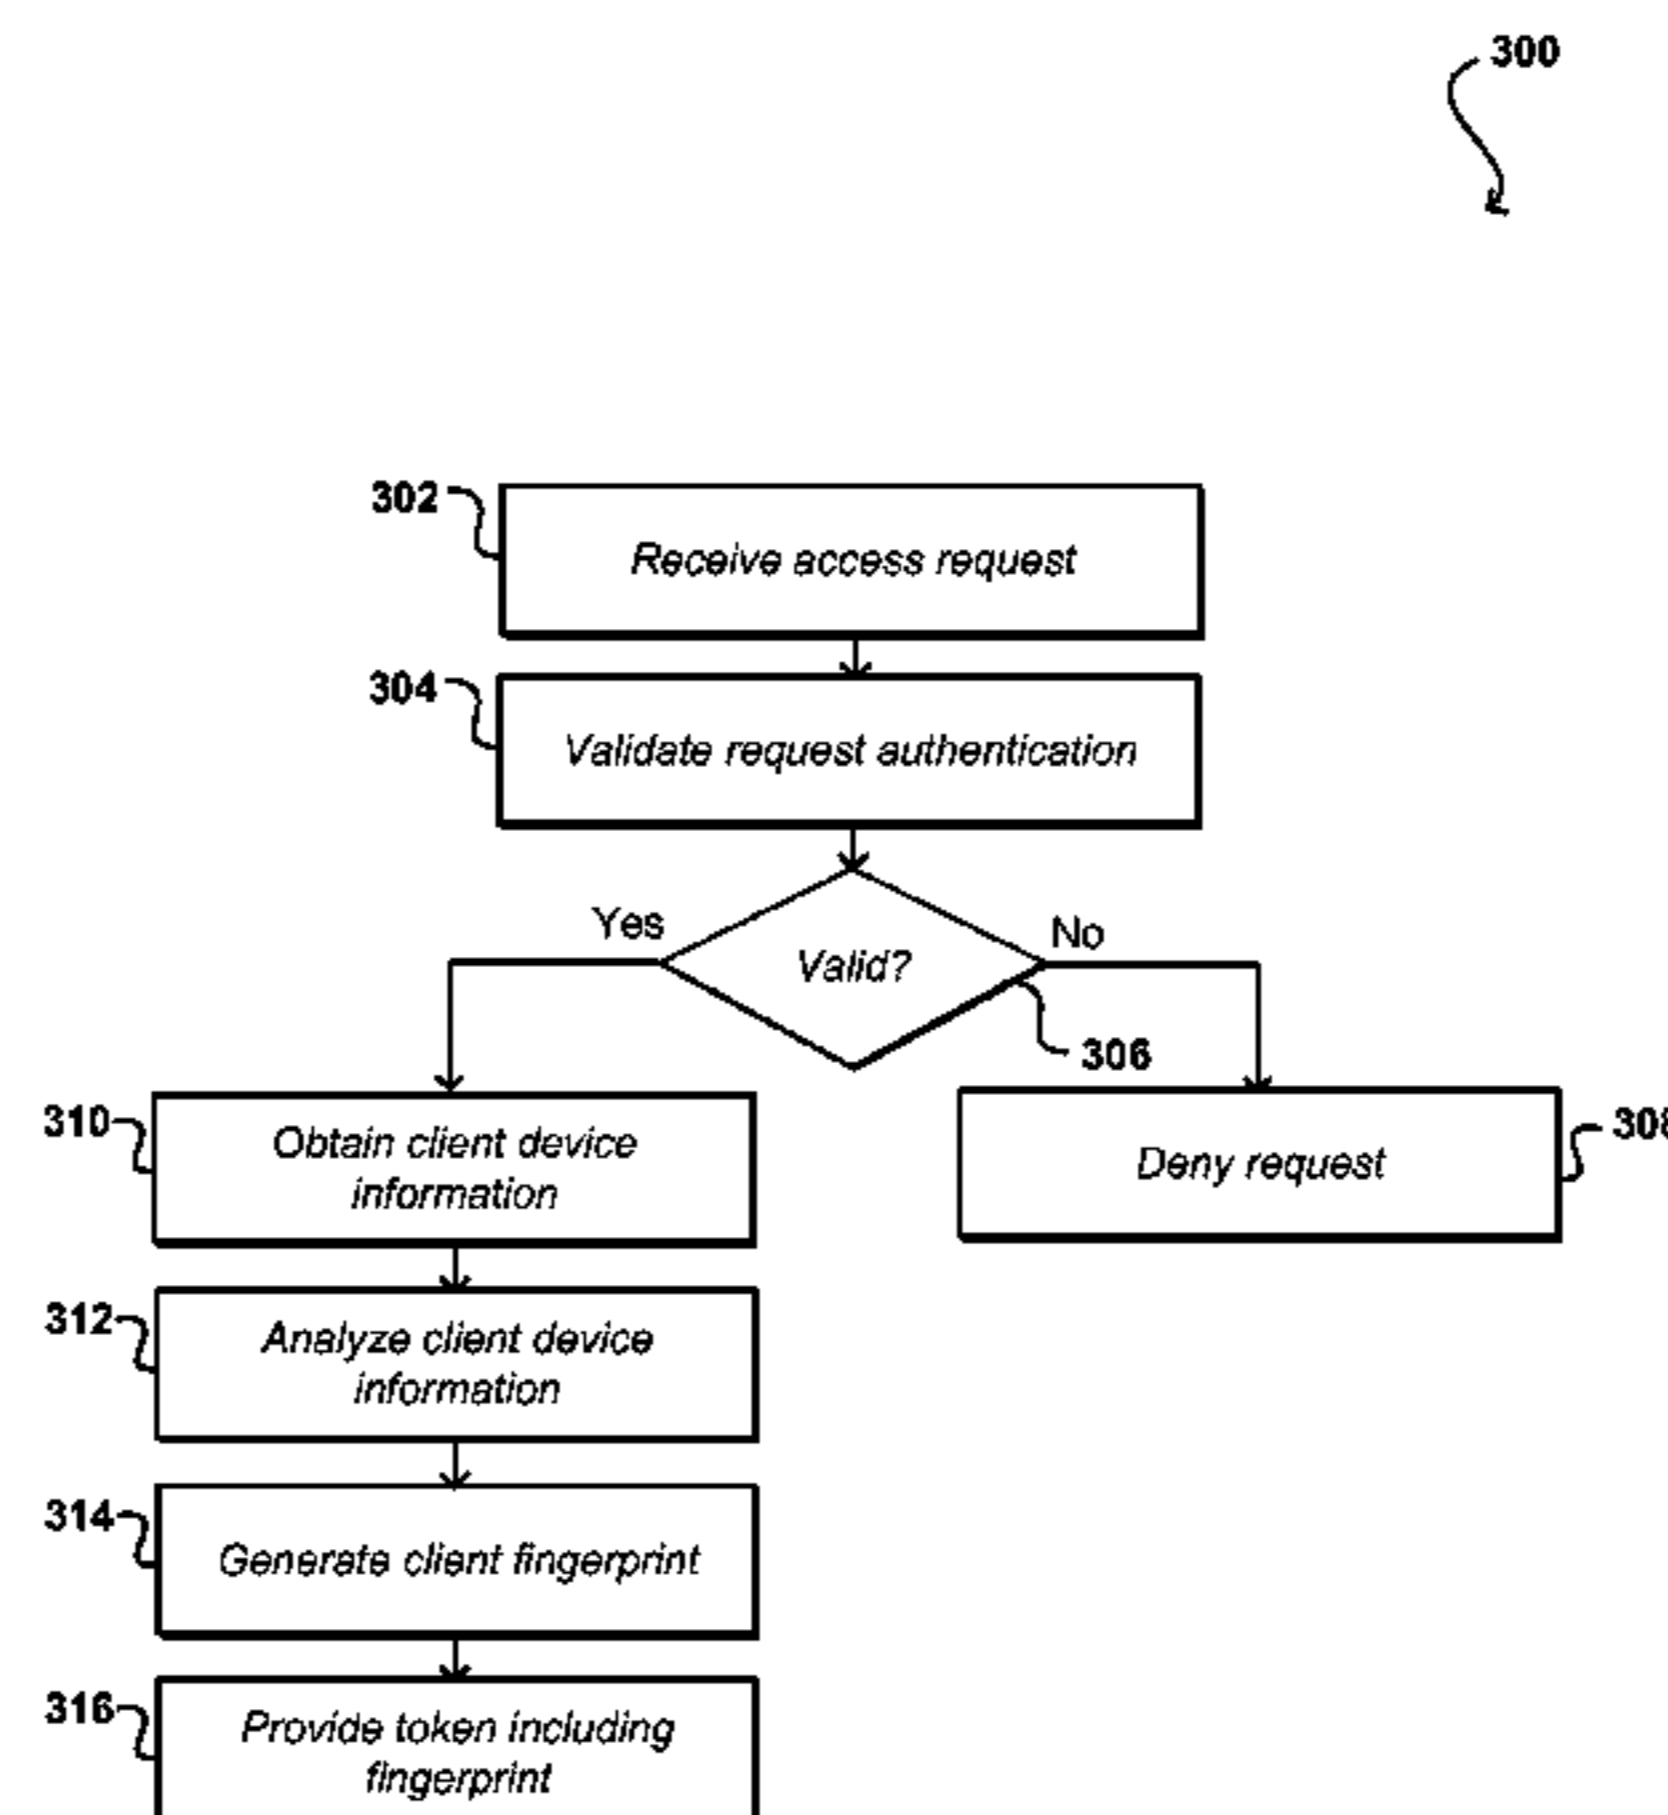 300
302
Receive access request
304
Validate request authentication
Yes
No
Valid?
306
310
Obtain client device
information
308
Deny request
312
Analyze client device
information
314
Generate client fingerprint
316
Provide token including
fingerprint